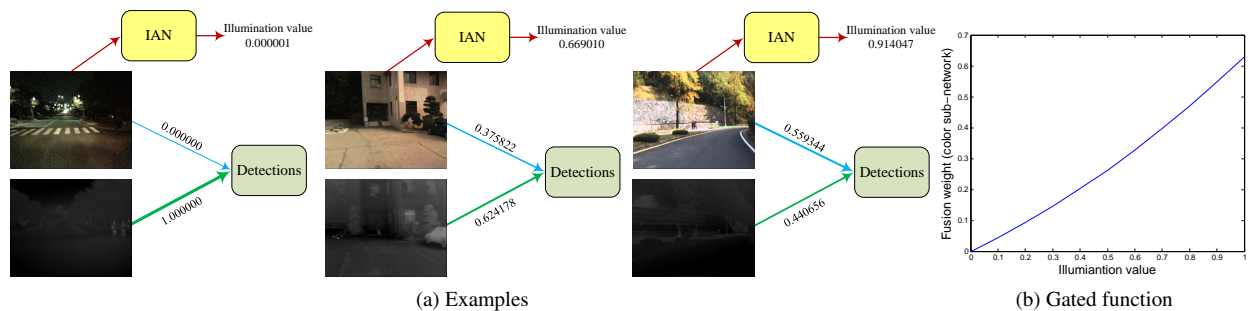 IAN
Illumination value
0.000001
0.000000
Detections
1.000000
IAN
Illumination value
0.669010
0.375822
Detections
0.624178
IAN
Illumination value
0.914047
0.559344
Detections
0.440656
(a) Examples
Fusion weight (color sub-network)
0.7
0.6
0.5
0.4
0.3
0.2
0.1
0
0 0.1 0.2 0.3 0.4 0.5 0.6 0.7 0.8 0.9 1
Illumiantion value
(b) Gated function